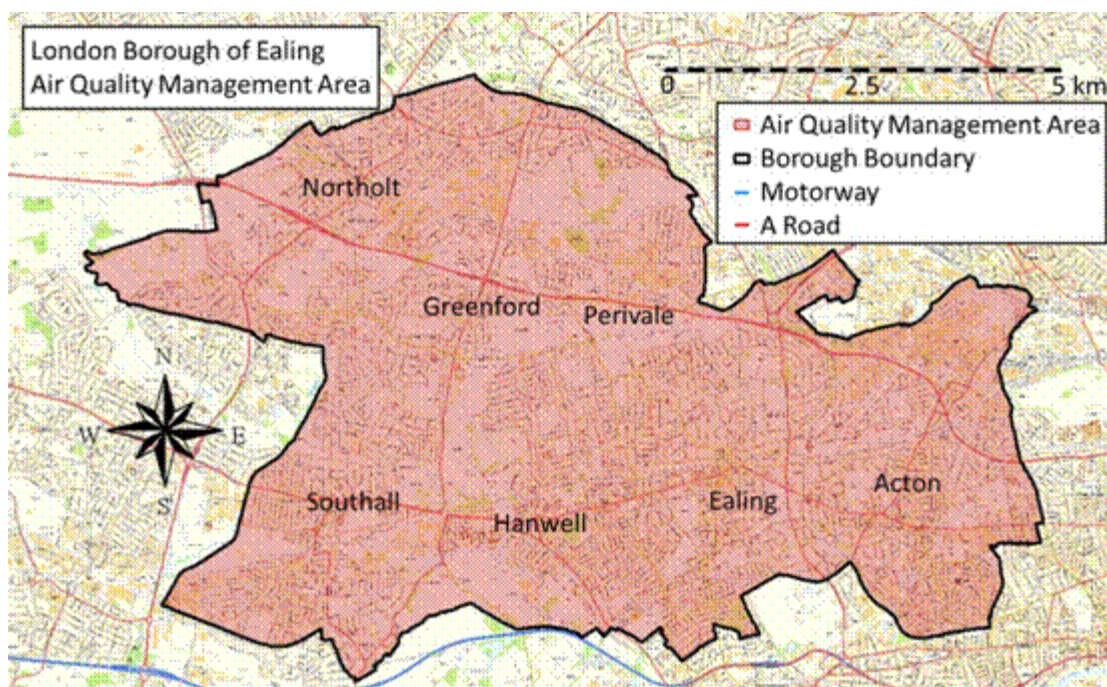 London Borough of Ealing
Air Quality Management Area
0 2.5 5 km
Air Quality Management Area
Borough Boundary
Motorway
A Road
Northolt
Greenford
Perivale
N
W E
S
Southall
Hanwell
Ealing
Acton